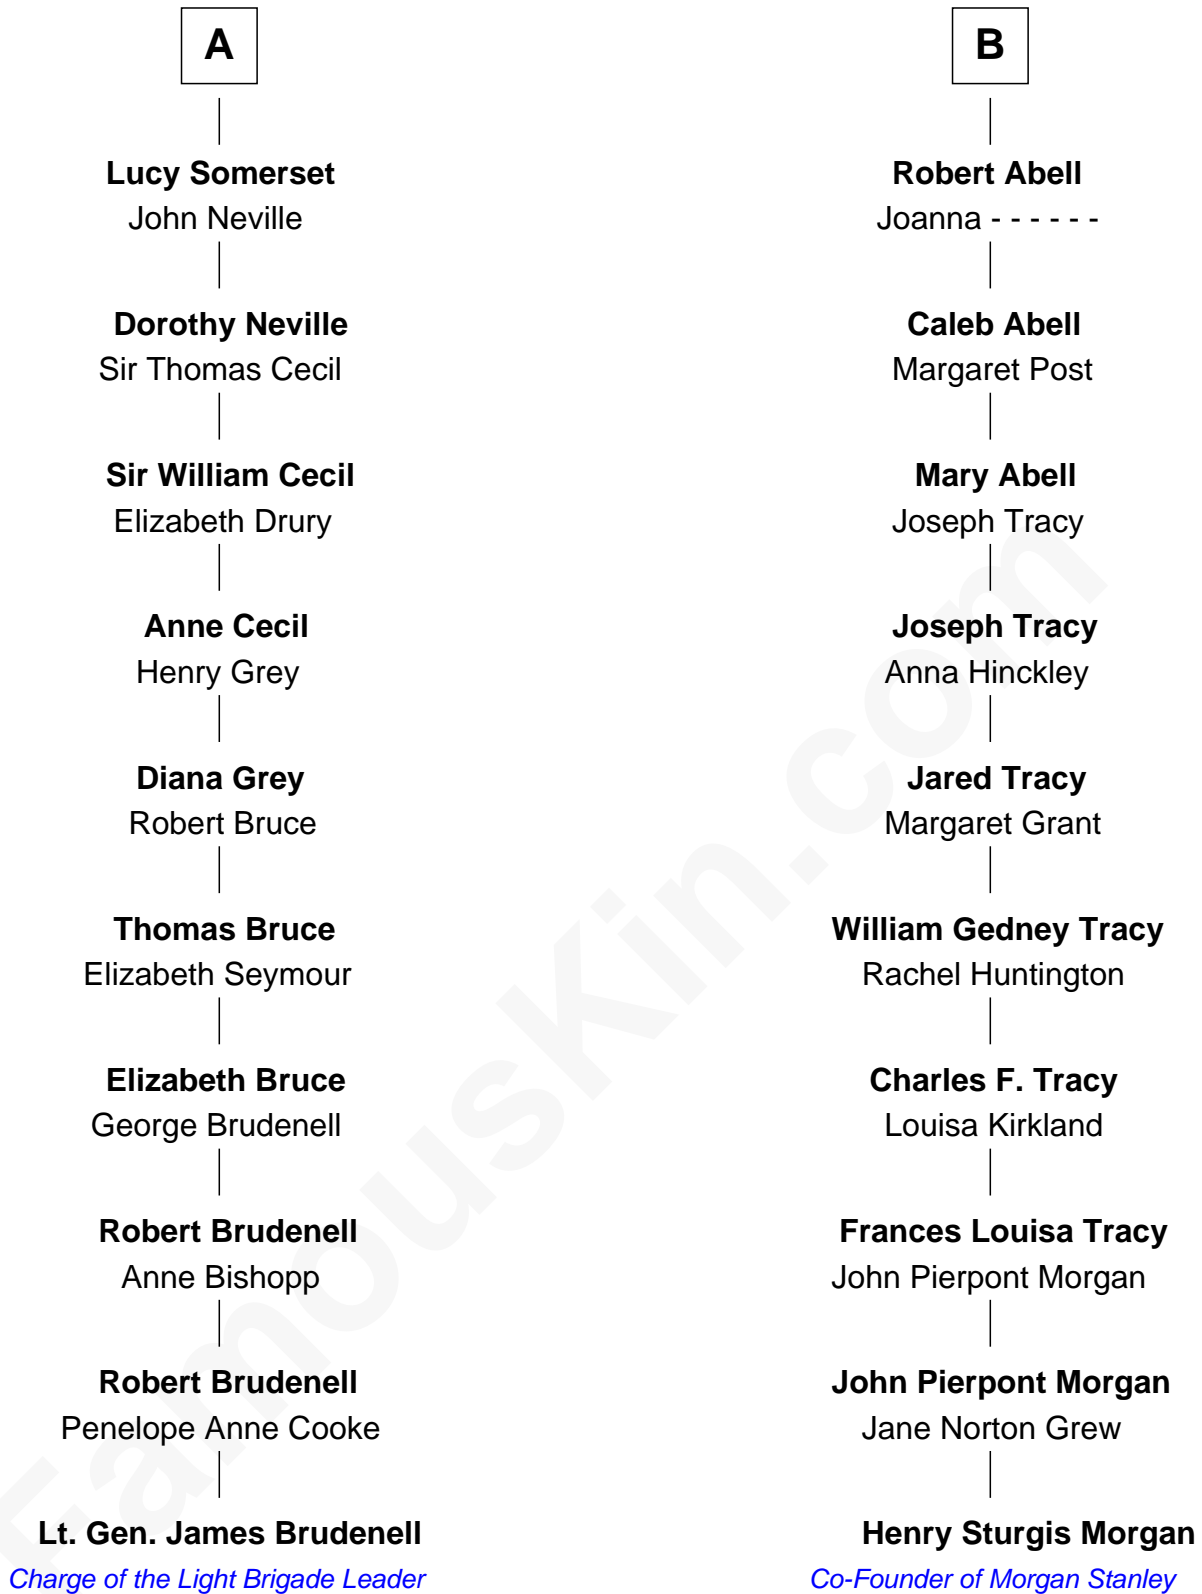 A
Lucy Somerset
John Neville
Dorothy Neville
Sir Thomas Cecil
Sir William Cecil
Elizabeth Drury
Anne Cecil
Henry Grey
Diana Grey
Robert Bruce
Thomas Bruce
Elizabeth Seymour
Elizabeth Bruce
George Brudenell
Robert Brudenell
Anne Bishopp
Robert Brudenell
Penelope Anne Cooke
Lt. Gen. James Brudenell
Charge of the Light Brigade Leader
B
Robert Abell
Joanna - - - - - -
Caleb Abell
Margaret Post
Mary Abell
Joseph Tracy
Joseph Tracy
Anna Hinckley
Jared Tracy
Margaret Grant
William Gedney Tracy
Rachel Huntington
Charles F. Tracy
Louisa Kirkland
Frances Louisa Tracy
John Pierpont Morgan
John Pierpont Morgan
Jane Norton Grew
Henry Sturgis Morgan
Co-Founder of Morgan Stanley
FamousKin.com